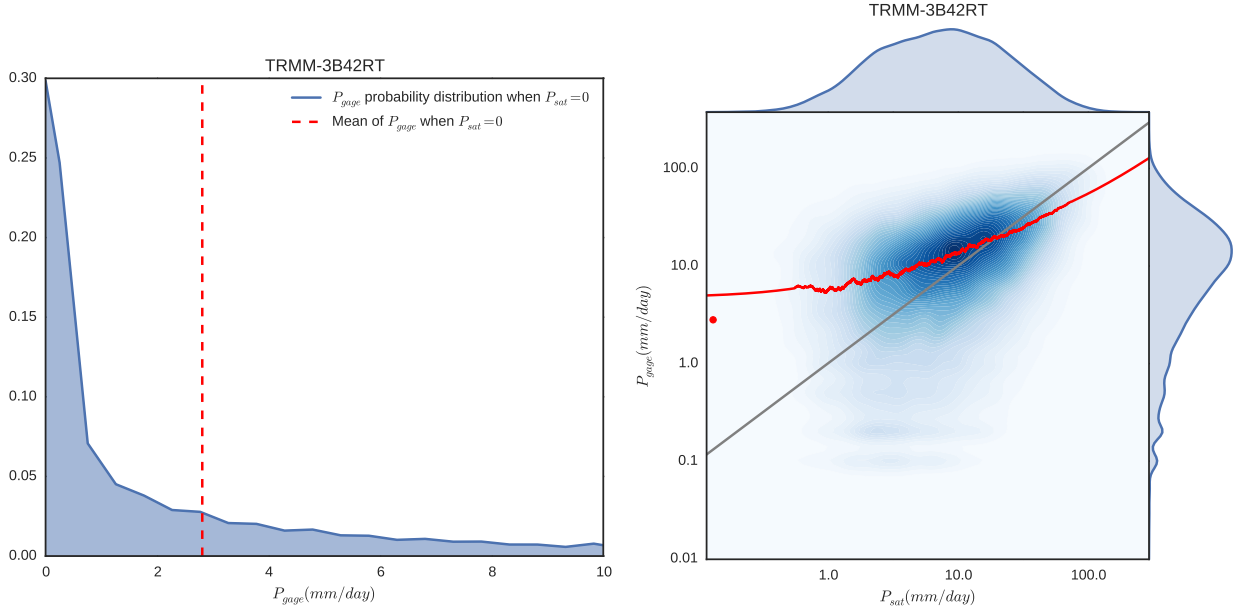 TRMM-3B42RT
0.30
0.25
0.20
0.15
0.10
0.05
0.00
P_gage probability distribution when P_sat=0
Mean of P_gage when P_sat=0
0 2 4 6 8 10
P_gage(mm/day)
TRMM-3B42RT
100.0
10.0
1.0
0.1
0.01
P_gage(mm/day)
1.0 10.0 100.0
P_sat(mm/day)